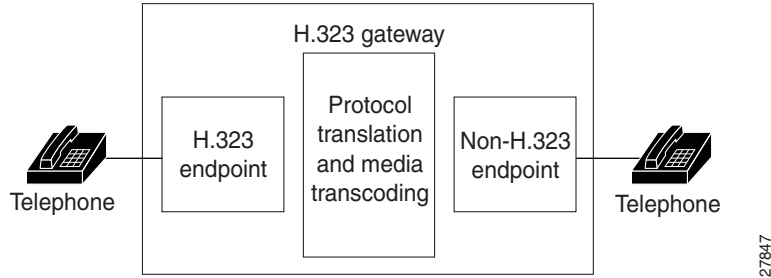 H.323 gateway
H.323
endpoint
Protocol
translation
and media
transcoding
Non-H.323
endpoint
Telephone
Telephone
27847